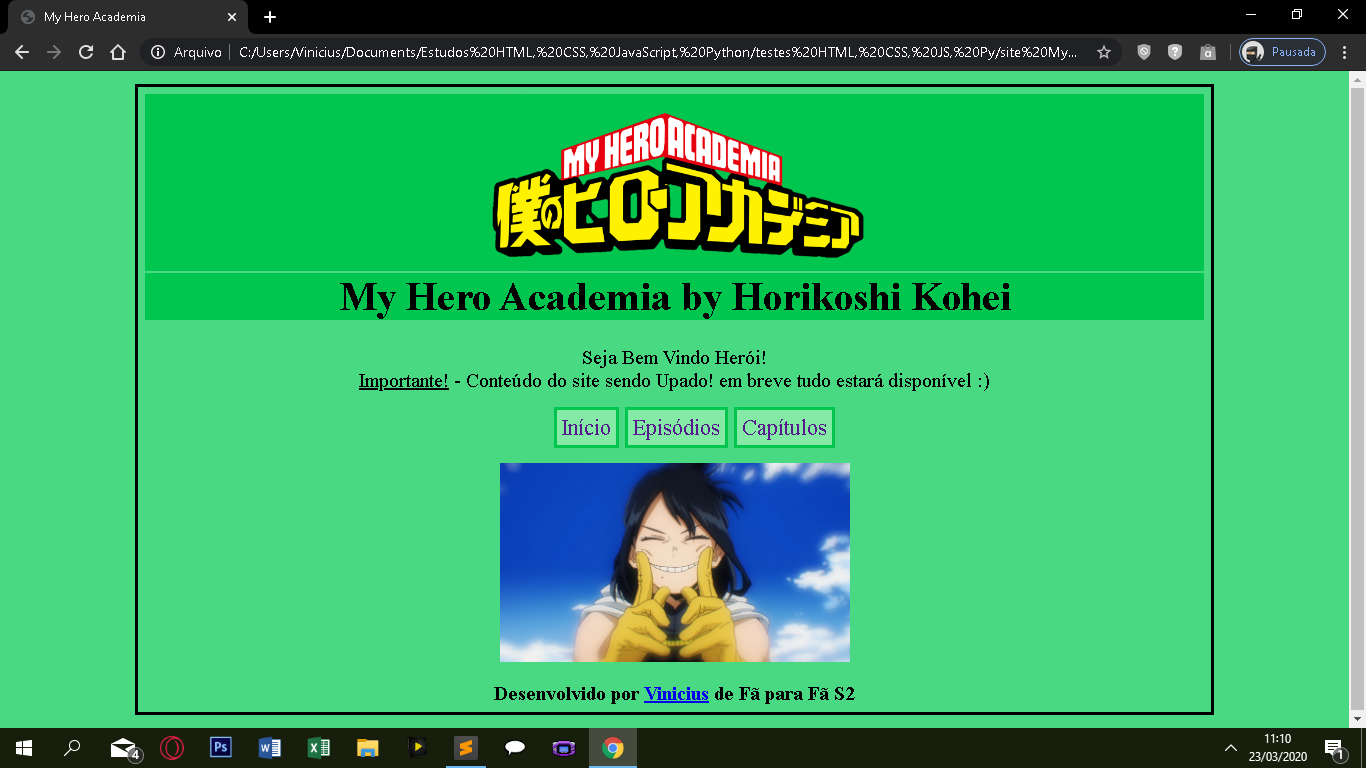 My Hero Academia
Arquivo
C:/Users/Vinicius/Documents/Estudos%20HTML,%20CSS,%20JavaScript,%20Python/testes%20HTML,%20CSS,%20JS,%20Py/site%20My...
Pausada
MY HERO ACADEMIA
僕のヒーローアカデミア
My Hero Academia by Horikoshi Kohei
Seja Bem Vindo Herói!
Importante! - Conteúdo do site sendo Upado! em breve tudo estará disponível :)
Início Episódios Capítulos
Desenvolvido por Vinicius de Fã para Fã S2
4
Ps
11:10
23/03/2020
1